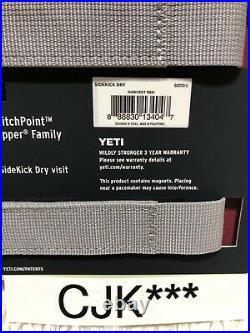 SIDEKICK DRY
HARVEST RED
8 88830 13404 7
itchPoint™
pper® Family
YETI
WILDLY STRONGER 3 YEAR WARRANTY
Please see warranty details at
yeti.com/warranty.
SideKick Dry visit
This product contains magnets. Placing
near a pacemaker may cause interference.
YETI.COM/PATENTS
CJK***